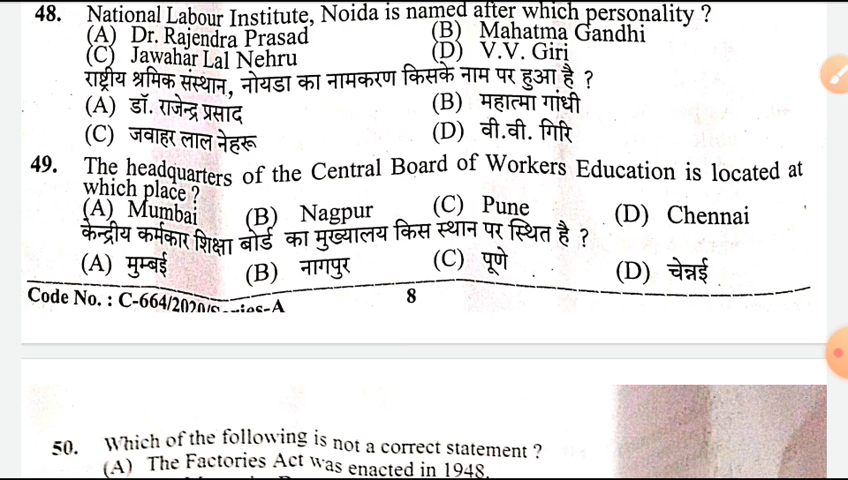 48. National Labour Institute, Noida is named after which personality ?
(A) Dr. Rajendra Prasad (B) Mahatma Gandhi
(C) Jawahar Lal Nehru (D) V.V. Giri
राष्ट्रीय श्रमिक संस्थान, नोयडा का नामकरण किसके नाम पर हुआ है ?
(A) डॉ. राजेन्द्र प्रसाद (B) महात्मा गांधी
(C) जवाहर लाल नेहरू (D) वी.वी. गिरि
49. The headquarters of the Central Board of Workers Education is located at
which place ?
(A) Mumbai (B) Nagpur (C) Pune (D) Chennai
केन्द्रीय कर्मकार शिक्षा बोर्ड का मुख्यालय किस स्थान पर स्थित है ?
(A) मुम्बई (B) नागपुर (C) पूणे (D) चेन्नई
Code No. : C-664/2020/Series-A 8
50. Which of the following is not a correct statement ?
(A) The Factories Act was enacted in 1948.